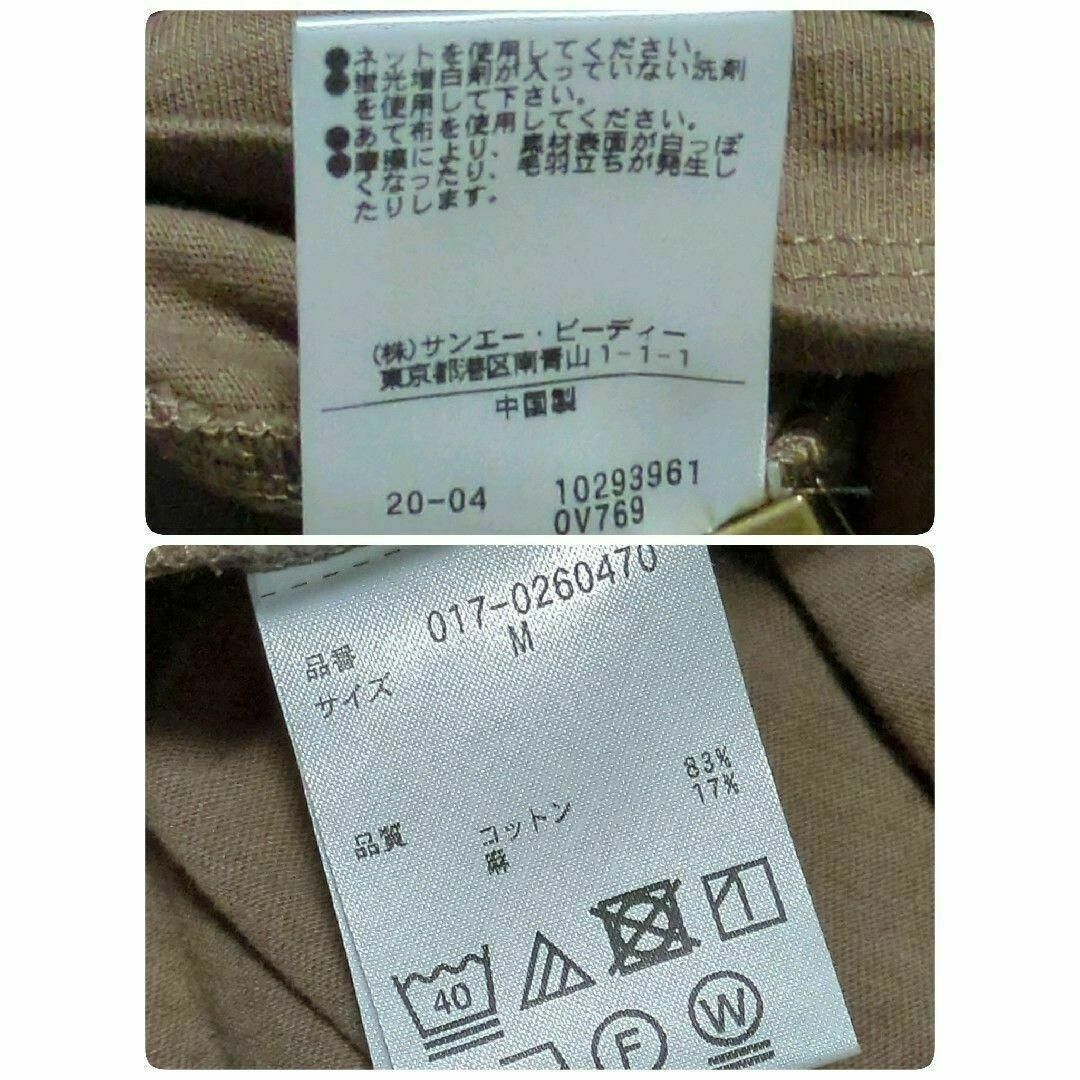 ●ネットを使用してください。
●蛍光増白剤が入っていない洗剤
を使用して下さい。
●あて布を使用してください。
●摩擦により、素材表面が白っぽ
くなったり、毛羽立ちが発生し
たりします。
(株)サンエー・ビーディー
東京都港区南青山1-1-1
中国製
20-04 10293961
0V769
品番 017-0260470
サイズ M
品質 コットン 83%
麻 17%
40
F
W